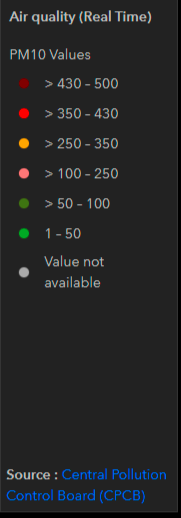 Air quality (Real Time)
PM10 Values
> 430 – 500
> 350 – 430
> 250 – 350
> 100 – 250
> 50 – 100
1 – 50
Value not
available
Source : Central Pollution
Control Board (CPCB)